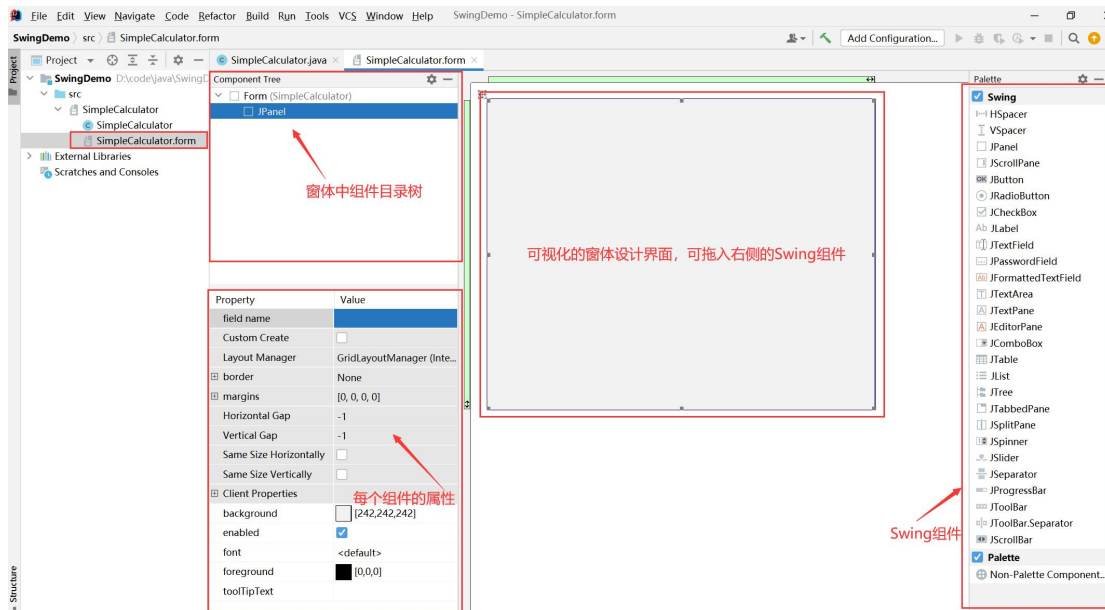 File Edit View Navigate Code Refactor Build Run Tools VCS Window Help SwingDemo - SimpleCalculator.form
SwingDemo src SimpleCalculator.form
Add Configuration...
Project
Project
SwingDemo D:\code\java\SwingD
src
SimpleCalculator
SimpleCalculator
SimpleCalculator.form
External Libraries
Scratches and Consoles
SimpleCalculator.java
SimpleCalculator.form
Component Tree
Form (SimpleCalculator)
JPanel
窗体中组件目录树
Property Value
field name
Custom Create
Layout Manager GridLayoutManager (Inte...
border None
margins [0, 0, 0, 0]
Horizontal Gap -1
Vertical Gap -1
Same Size Horizontally
Same Size Vertically
Client Properties
每个组件的属性
background [242,242,242]
enabled
font <default>
foreground [0,0,0]
toolTipText
可视化的窗体设计界面，可拖入右侧的Swing组件
Palette
Swing
HSpacer
VSpacer
JPanel
JScrollPane
OK JButton
JRadioButton
JCheckBox
Ab JLabel
JTextField
JPasswordField
JFormattedTextField
JTextArea
JTextPane
JEditorPane
JComboBox
JTable
JList
JTree
JTabbedPane
JSplitPane
JSpinner
JSlider
JSeparator
JProgressBar
JToolBar
JToolBar.Separator
JScrollBar
Palette
Non-Palette Component...
Swing组件
Structure